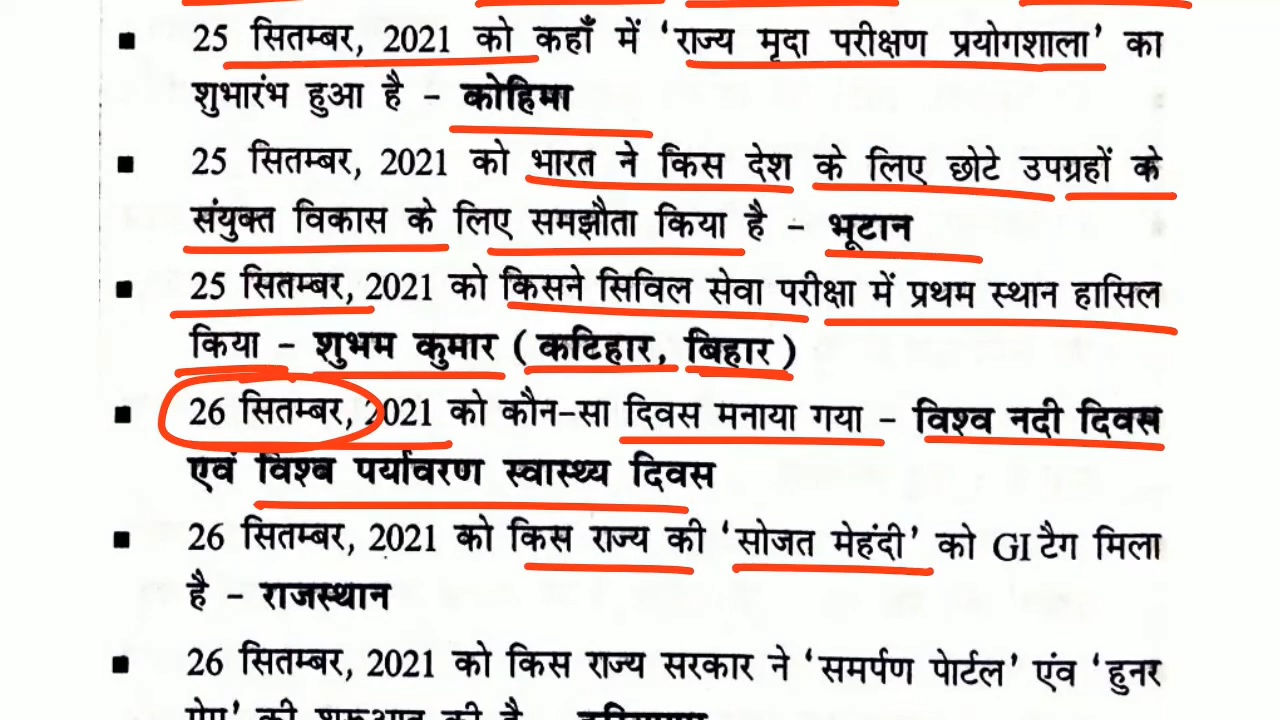 ▪ 25 सितम्बर, 2021 को कहाँ में ‘राज्य मृदा परीक्षण प्रयोगशाला’ का
शुभारंभ हुआ है – कोहिमा
▪ 25 सितम्बर, 2021 को भारत ने किस देश के लिए छोटे उपग्रहों के
संयुक्त विकास के लिए समझौता किया है – भूटान
▪ 25 सितम्बर, 2021 को किसने सिविल सेवा परीक्षा में प्रथम स्थान हासिल
किया – शुभम कुमार (कटिहार, बिहार)
▪ 26 सितम्बर, 2021 को कौन-सा दिवस मनाया गया – विश्व नदी दिवस
एवं विश्व पर्यावरण स्वास्थ्य दिवस
▪ 26 सितम्बर, 2021 को किस राज्य की ‘सोजत मेहंदी’ को GI टैग मिला
है – राजस्थान
▪ 26 सितम्बर, 2021 को किस राज्य सरकार ने ‘समर्पण पोर्टल’ एंव ‘हुनर
की शुरुआत की है –